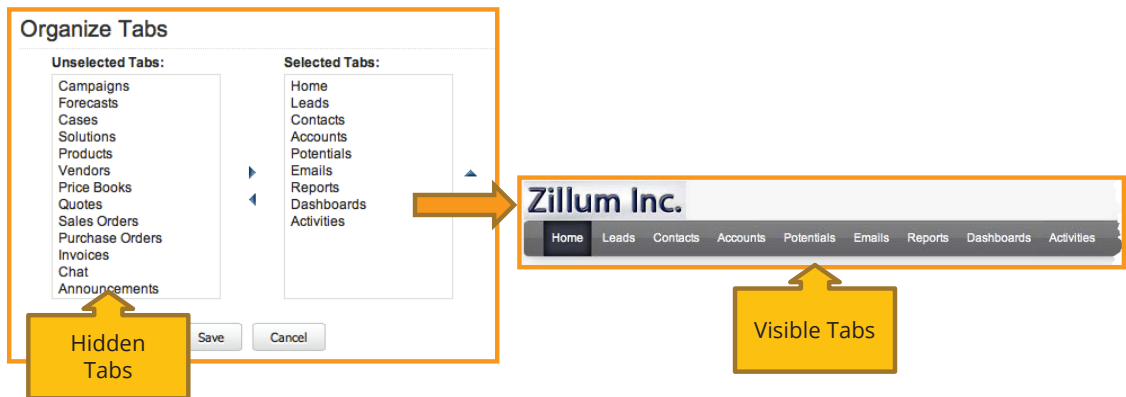 Organize Tabs
Unselected Tabs:
Campaigns
Forecasts
Cases
Solutions
Products
Vendors
Price Books
Quotes
Sales Orders
Purchase Orders
Invoices
Chat
Announcements
Selected Tabs:
Home
Leads
Contacts
Accounts
Potentials
Emails
Reports
Dashboards
Activities
Save
Cancel
Hidden
Tabs
Zillum Inc.
Home Leads Contacts Accounts Potentials Emails Reports Dashboards Activities
Visible Tabs